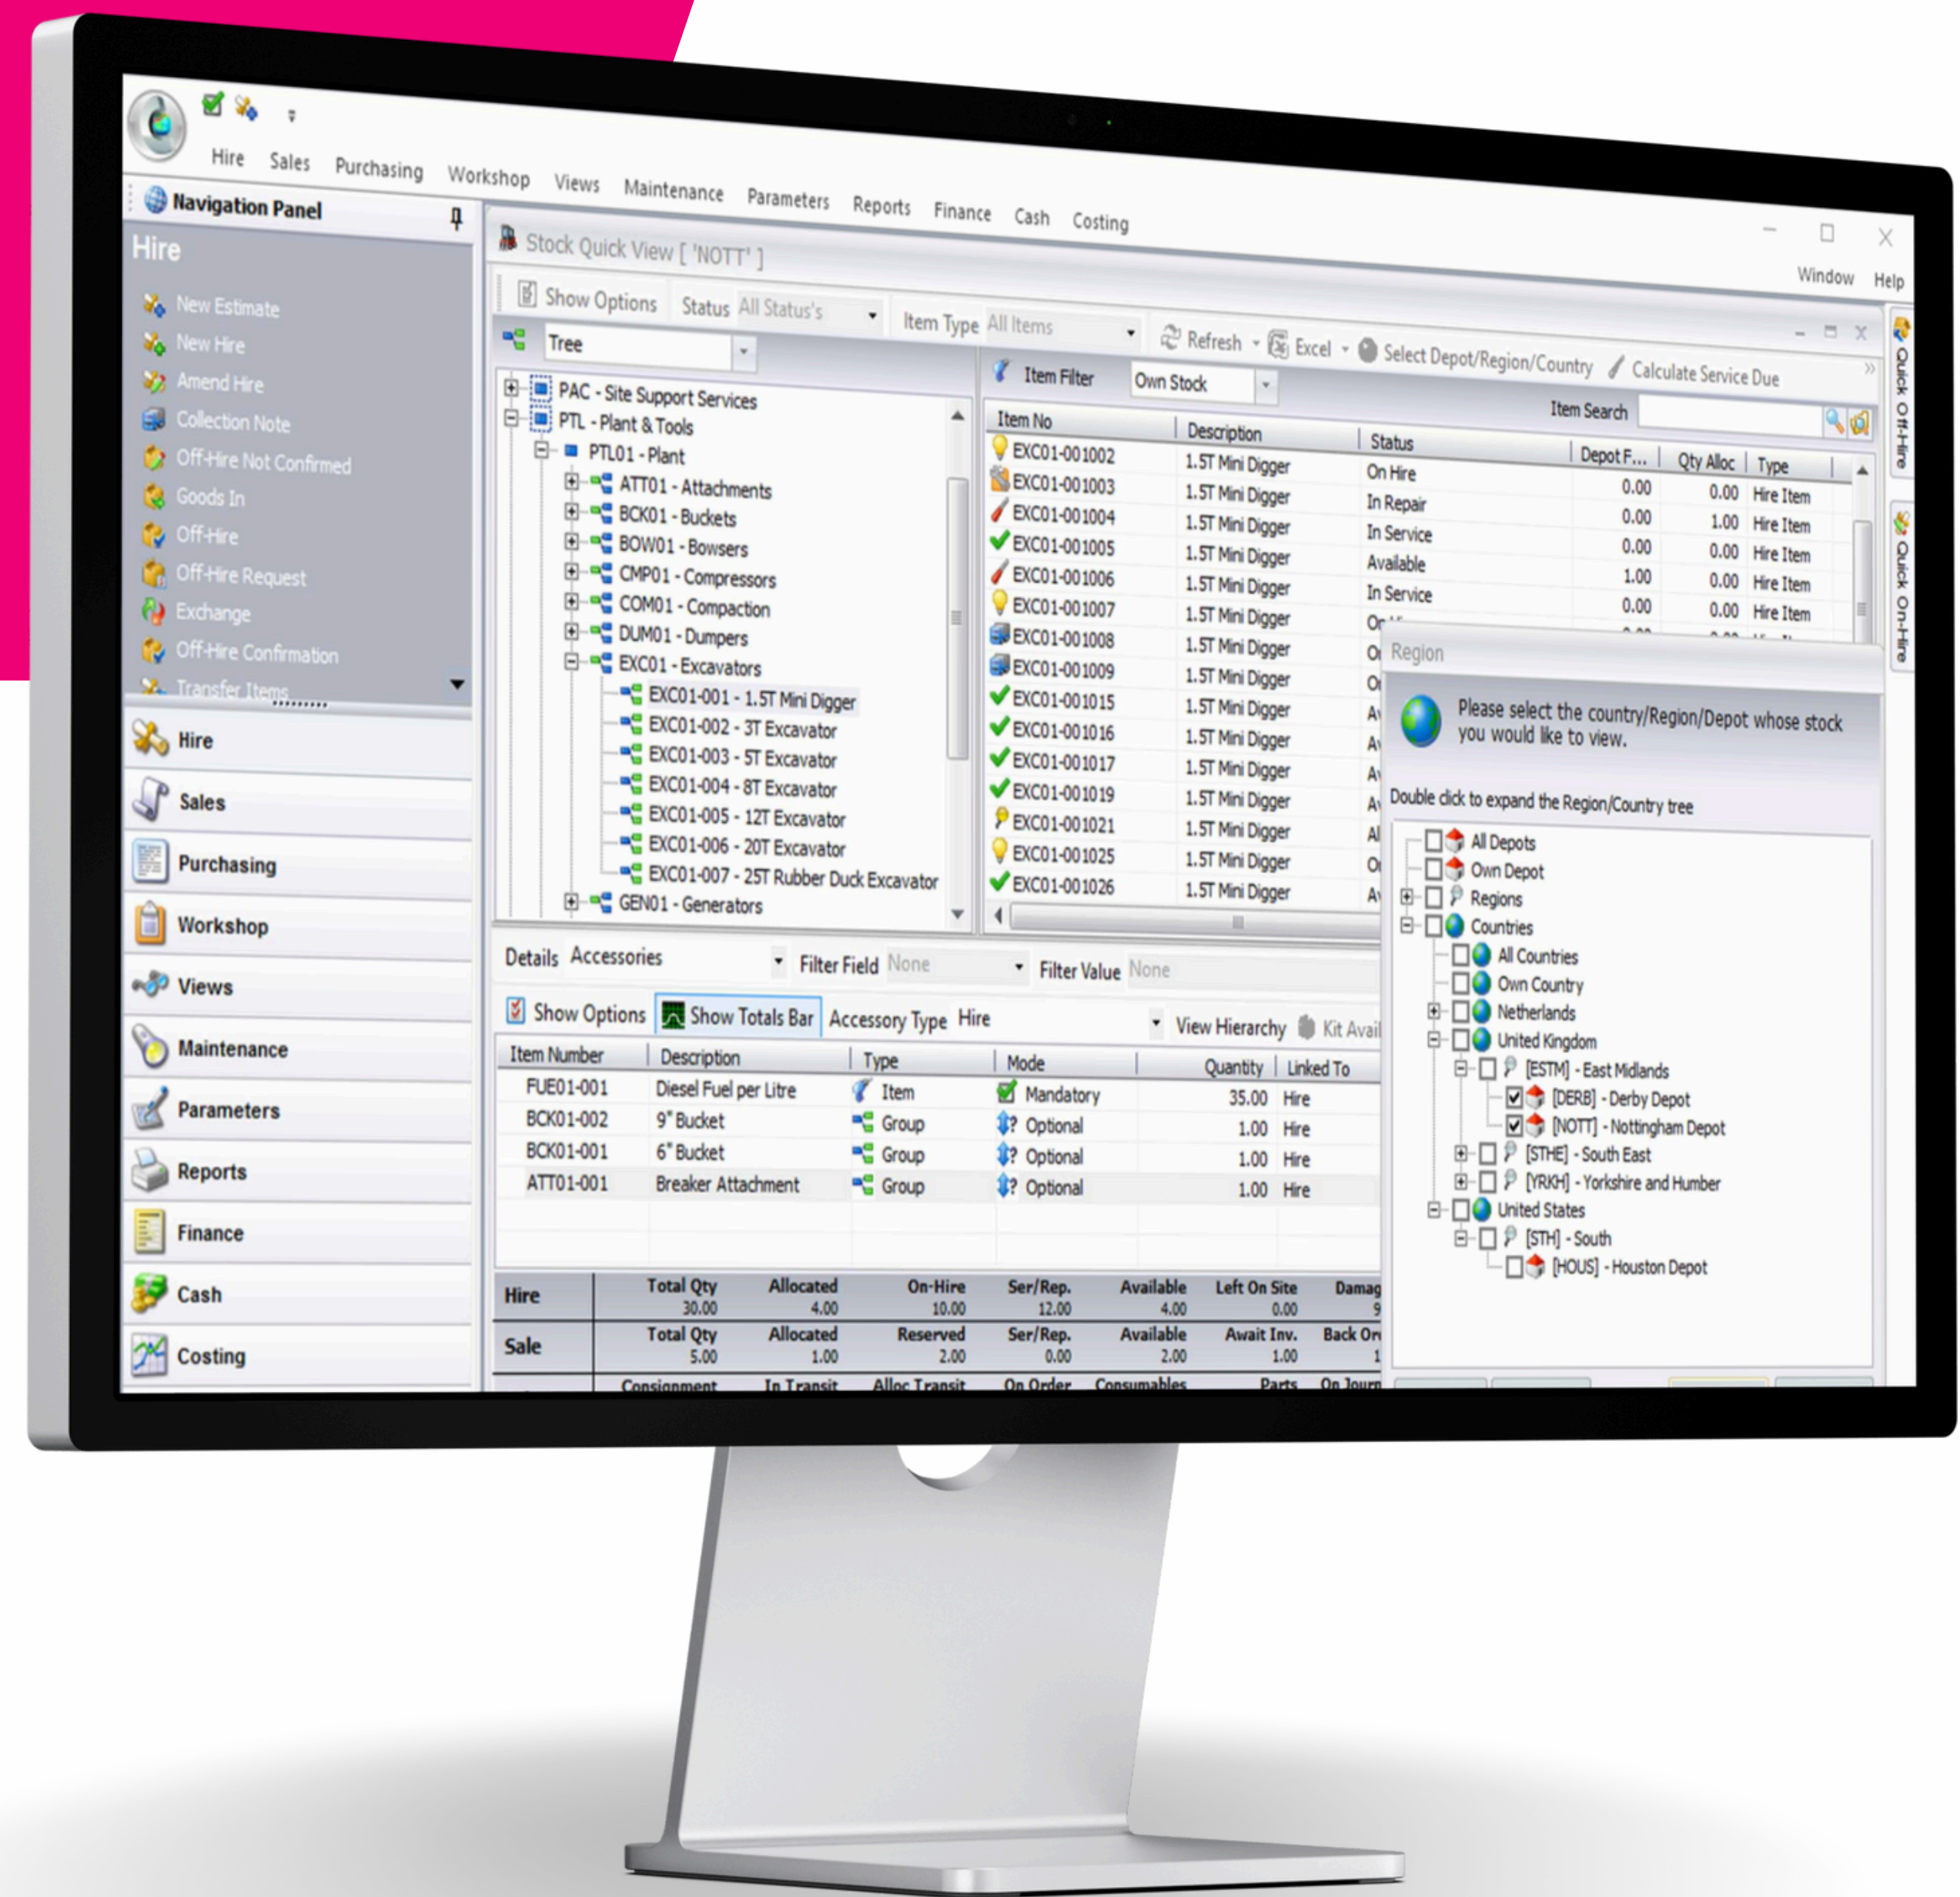 Hire Sales Purchasing Workshop Views Maintenance Parameters Reports Finance Cash Costing
Window Help
Navigation Panel
Hire
New Estimate
New Hire
Amend Hire
Collection Note
Off-Hire Not Confirmed
Goods In
Off-Hire
Off-Hire Request
Exchange
Off-Hire Confirmation
Transfer Items
Hire
Sales
Purchasing
Workshop
Views
Maintenance
Parameters
Reports
Finance
Cash
Costing
Stock Quick View [ 'NOTT' ]
Show Options Status All Status's Item Type All Items Refresh Excel Select Depot/Region/Country Calculate Service Due
Tree
PAC - Site Support Services
PTL - Plant & Tools
PTL01 - Plant
ATT01 - Attachments
BCK01 - Buckets
BOW01 - Bowsers
CMP01 - Compressors
COM01 - Compaction
DUM01 - Dumpers
EXC01 - Excavators
EXC01-001 - 1.5T Mini Digger
EXC01-002 - 3T Excavator
EXC01-003 - 5T Excavator
EXC01-004 - 8T Excavator
EXC01-005 - 12T Excavator
EXC01-006 - 20T Excavator
EXC01-007 - 25T Rubber Duck Excavator
GEN01 - Generators
Item Filter Own Stock Item Search
Item No Description Status Depot F... Qty Alloc Type
EXC01-001002 1.5T Mini Digger On Hire 0.00 0.00 Hire Item
EXC01-001003 1.5T Mini Digger In Repair 0.00 1.00 Hire Item
EXC01-001004 1.5T Mini Digger In Service 0.00 0.00 Hire Item
EXC01-001005 1.5T Mini Digger Available 1.00 0.00 Hire Item
EXC01-001006 1.5T Mini Digger In Service 0.00 0.00 Hire Item
EXC01-001007 1.5T Mini Digger
EXC01-001008 1.5T Mini Digger
EXC01-001009 1.5T Mini Digger
EXC01-001015 1.5T Mini Digger
EXC01-001016 1.5T Mini Digger
EXC01-001017 1.5T Mini Digger
EXC01-001019 1.5T Mini Digger
EXC01-001021 1.5T Mini Digger
EXC01-001025 1.5T Mini Digger
EXC01-001026 1.5T Mini Digger
Quick Off-Hire
Quick On-Hire
Details Accessories Filter Field None Filter Value None
Show Options Show Totals Bar Accessory Type Hire View Hierarchy Kit Avail
Item Number Description Type Mode Quantity Linked To
FUE01-001 Diesel Fuel per Litre Item Mandatory 35.00 Hire
BCK01-002 9" Bucket Group Optional 1.00 Hire
BCK01-001 6" Bucket Group Optional 1.00 Hire
ATT01-001 Breaker Attachment Group Optional 1.00 Hire
Hire Total Qty Allocated On-Hire Ser/Rep. Available Left On Site Damag
30.00 4.00 10.00 12.00 4.00 0.00 9
Sale Total Qty Allocated Reserved Ser/Rep. Available Await Inv. Back Or
5.00 1.00 2.00 0.00 2.00 1.00 1
Consignment In Transit Alloc Transit On Order Consumables Parts On Journ
Region
Please select the country/Region/Depot whose stock
you would like to view.
Double click to expand the Region/Country tree
All Depots
Own Depot
Regions
Countries
All Countries
Own Country
Netherlands
United Kingdom
[ESTM] - East Midlands
[DERB] - Derby Depot
[NOTT] - Nottingham Depot
[STHE] - South East
[YRKH] - Yorkshire and Humber
United States
[STH] - South
[HOUS] - Houston Depot